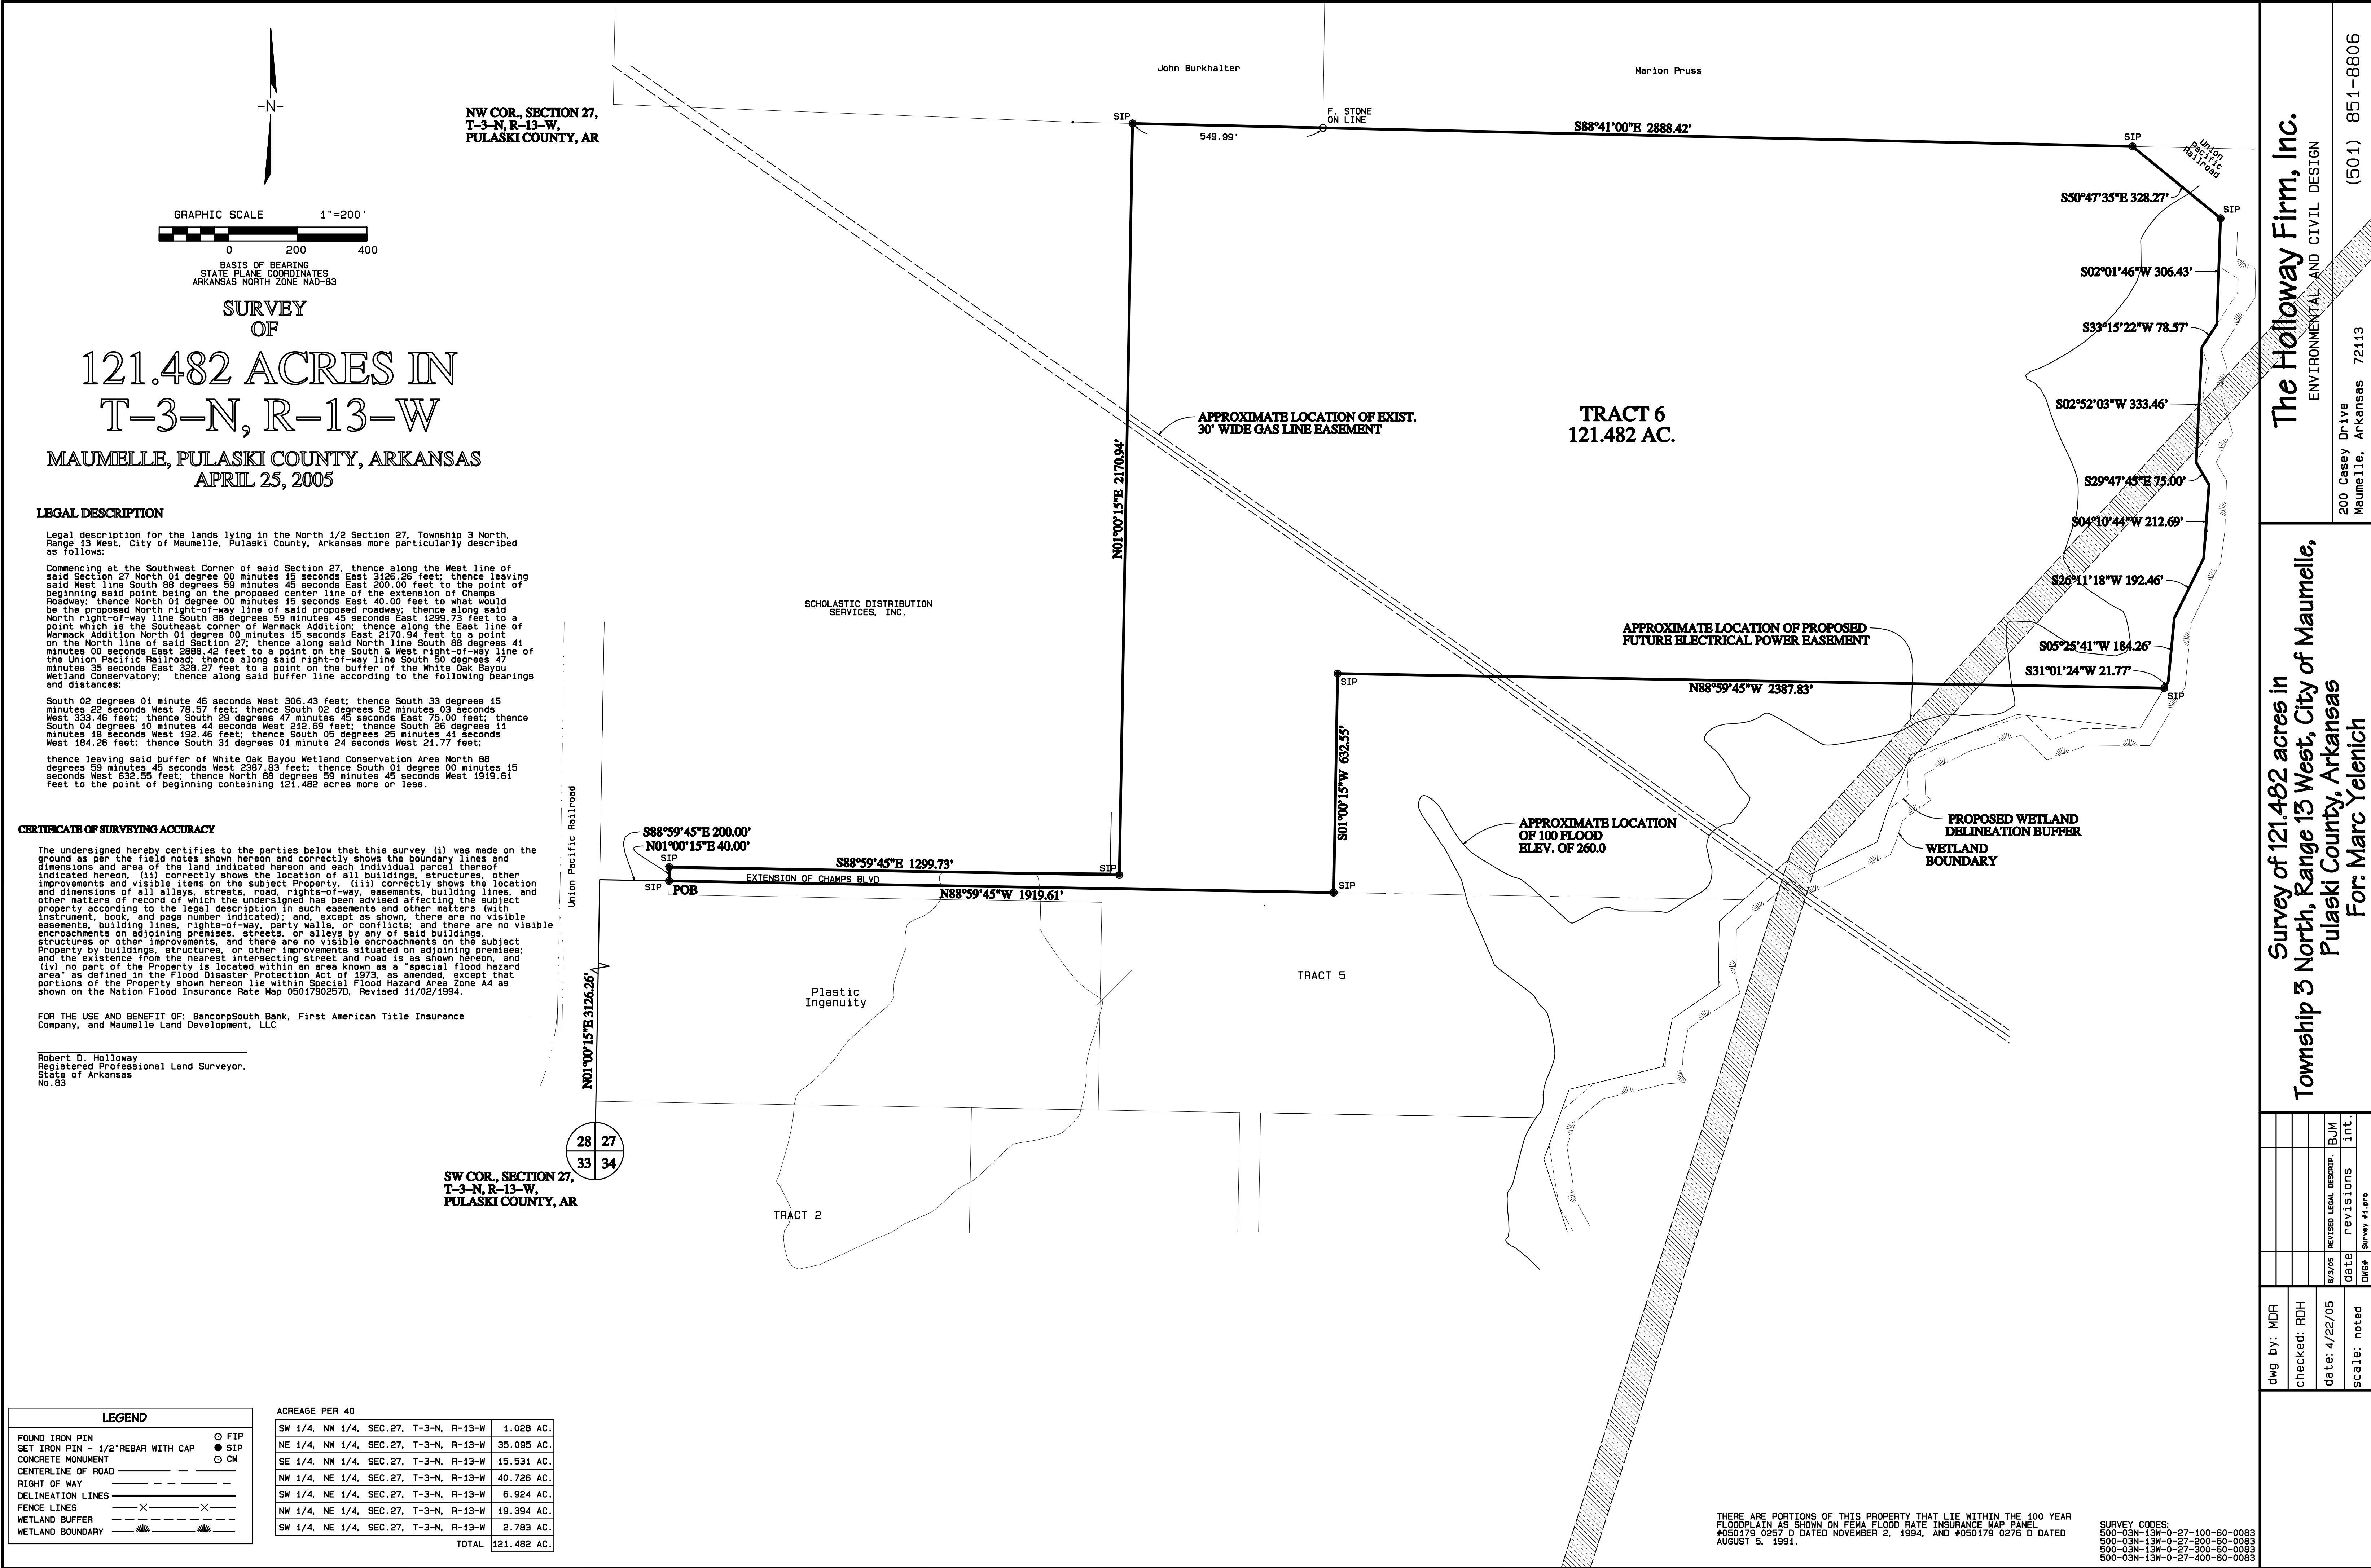 -N-
GRAPHIC SCALE 1"=200'
0 200 400
BASIS OF BEARING
STATE PLANE COORDINATES
ARKANSAS NORTH ZONE NAD-83
SURVEY
OF
121.482 ACRES IN
T-3-N, R-13-W
MAUMELLE, PULASKI COUNTY, ARKANSAS
APRIL 25, 2005
LEGAL DESCRIPTION
Legal description for the lands lying in the North 1/2 Section 27, Township 3 North,
Range 13 West, City of Maumelle, Pulaski County, Arkansas more particularly described
as follows:
Commencing at the Southwest Corner of said Section 27, thence along the West line of
said Section 27 North 01 degree 00 minutes 15 seconds East 3126.26 feet; thence leaving
said West line South 88 degrees 59 minutes 45 seconds East 200.00 feet to the point of
beginning said point being on the proposed center line of the extension of Champs
Roadway; thence North 01 degree 00 minutes 15 seconds East 40.00 feet to what would
be the proposed North right-of-way line of said proposed roadway; thence along said
North right-of-way line South 88 degrees 59 minutes 45 seconds East 1299.73 feet to a
point which is the Southeast corner of Warmack Addition; thence along the East line of
Warmack Addition North 01 degree 00 minutes 15 seconds East 2170.94 feet to a point
on the North line of said Section 27; thence along said North line South 88 degrees 41
minutes 00 seconds East 2888.42 feet to a point on the South & West right-of-way line of
the Union Pacific Railroad; thence along said right-of-way line South 50 degrees 47
minutes 35 seconds East 328.27 feet to a point on the buffer of the White Oak Bayou
Wetland Conservatory; thence along said buffer line according to the following bearings
and distances:
South 02 degrees 01 minute 46 seconds West 306.43 feet; thence South 33 degrees 15
minutes 22 seconds West 78.57 feet; thence South 02 degrees 52 minutes 03 seconds
West 333.46 feet; thence South 29 degrees 47 minutes 45 seconds East 75.00 feet; thence
South 04 degrees 10 minutes 44 seconds West 212.69 feet; thence South 26 degrees 11
minutes 18 seconds West 192.46 feet; thence South 05 degrees 25 minutes 41 seconds
West 184.26 feet; thence South 31 degrees 01 minute 24 seconds West 21.77 feet;
thence leaving said buffer of White Oak Bayou Wetland Conservation Area North 88
degrees 59 minutes 45 seconds West 2387.83 feet; thence South 01 degree 00 minutes 15
seconds West 632.55 feet; thence North 88 degrees 59 minutes 45 seconds West 1919.61
feet to the point of beginning containing 121.482 acres more or less.
CERTIFICATE OF SURVEYING ACCURACY
The undersigned hereby certifies to the parties below that this survey (i) was made on the
ground as per the field notes shown hereon and correctly shows the boundary lines and
dimensions and area of the land indicated hereon and each individual parcel thereof
indicated hereon, (ii) correctly shows the location of all buildings, structures, other
improvements and visible items on the subject Property, (iii) correctly shows the location
and dimensions of all alleys, streets, road, rights-of-way, easements, building lines, and
other matters of record of which the undersigned has been advised affecting the subject
property according to the legal description in such easements and other matters (with
instrument, book, and page number indicated); and, except as shown, there are no visible
easements, building lines, rights-of-way, party walls, or conflicts; and there are no visible
encroachments on adjoining premises, streets, or alleys by any of said buildings,
structures or other improvements, and there are no visible encroachments on the subject
Property by buildings, structures, or other improvements situated on adjoining premises;
and the existence from the nearest intersecting street and road is as shown hereon, and
(iv) no part of the Property is located within an area known as a "special flood hazard
area" as defined in the Flood Disaster Protection Act of 1973, as amended, except that
portions of the Property shown hereon lie within Special Flood Hazard Area Zone A4 as
shown on the Nation Flood Insurance Rate Map 0501790257D, Revised 11/02/1994.
FOR THE USE AND BENEFIT OF: BancorpSouth Bank, First American Title Insurance
Company, and Maumelle Land Development, LLC
Robert D. Holloway
Registered Professional Land Surveyor,
State of Arkansas
No.83
LEGEND
FOUND IRON PIN FIP
SET IRON PIN - 1/2"REBAR WITH CAP SIP
CONCRETE MONUMENT CM
CENTERLINE OF ROAD
RIGHT OF WAY
DELINEATION LINES
FENCE LINES
WETLAND BUFFER
WETLAND BOUNDARY
ACREAGE PER 40
SW 1/4, NW 1/4, SEC.27, T-3-N, R-13-W 1.028 AC.
NE 1/4, NW 1/4, SEC.27, T-3-N, R-13-W 35.095 AC.
SE 1/4, NW 1/4, SEC.27, T-3-N, R-13-W 15.531 AC.
NW 1/4, NE 1/4, SEC.27, T-3-N, R-13-W 40.726 AC.
SW 1/4, NE 1/4, SEC.27, T-3-N, R-13-W 6.924 AC.
NW 1/4, NE 1/4, SEC.27, T-3-N, R-13-W 19.394 AC.
SW 1/4, NE 1/4, SEC.27, T-3-N, R-13-W 2.783 AC.
TOTAL 121.482 AC.
NW COR., SECTION 27,
T-3-N, R-13-W,
PULASKI COUNTY, AR
John Burkhalter
Marion Pruss
SIP
549.99'
F. STONE
ON LINE
S88°41'00"E 2888.42'
SIP
Union
Pacific
Railroad
S50°47'35"E 328.27'
SIP
S02°01'46"W 306.43'
S33°15'22"W 78.57'
S02°52'03"W 333.46'
S29°47'45"E 75.00'
S04°10'44"W 212.69'
S26°11'18"W 192.46'
S05°25'41"W 184.26'
S31°01'24"W 21.77'
SIP
APPROXIMATE LOCATION OF EXIST.
30' WIDE GAS LINE EASEMENT
TRACT 6
121.482 AC.
N01°00'15"E 2170.94'
SCHOLASTIC DISTRIBUTION
SERVICES, INC.
APPROXIMATE LOCATION OF PROPOSED
FUTURE ELECTRICAL POWER EASEMENT
SIP
N88°59'45"W 2387.83'
S01°00'15"W 632.55'
Union Pacific Railroad
S88°59'45"E 200.00'
N01°00'15"E 40.00'
SIP
S88°59'45"E 1299.73'
SIP
EXTENSION OF CHAMPS BLVD
SIP
POB
N88°59'45"W 1919.61'
SIP
APPROXIMATE LOCATION
OF 100 FLOOD
ELEV. OF 260.0
PROPOSED WETLAND
DELINEATION BUFFER
WETLAND
BOUNDARY
N01°00'15"E 3126.26'
Plastic
Ingenuity
TRACT 5
28 27
33 34
SW COR., SECTION 27,
T-3-N, R-13-W,
PULASKI COUNTY, AR
TRACT 2
THERE ARE PORTIONS OF THIS PROPERTY THAT LIE WITHIN THE 100 YEAR
FLOODPLAIN AS SHOWN ON FEMA FLOOD RATE INSURANCE MAP PANEL
#050179 0257 D DATED NOVEMBER 2, 1994, AND #050179 0276 D DATED
AUGUST 5, 1991.
SURVEY CODES:
500-03N-13W-0-27-100-60-0083
500-03N-13W-0-27-200-60-0083
500-03N-13W-0-27-300-60-0083
500-03N-13W-0-27-400-60-0083
The Holloway Firm, Inc.
ENVIRONMENTAL AND CIVIL DESIGN
200 Casey Drive
Maumelle, Arkansas 72113
(501) 851-8806
Survey of 121.482 acres in
Township 3 North, Range 13 West, City of Maumelle,
Pulaski County, Arkansas
For: Marc Yelenich
6/3/05 REVISED LEGAL DESCRIP. BJM
date revisions int.
DWG# Survey #1.pro
dwg by: MDR
checked: RDH
date: 4/22/05
scale: noted